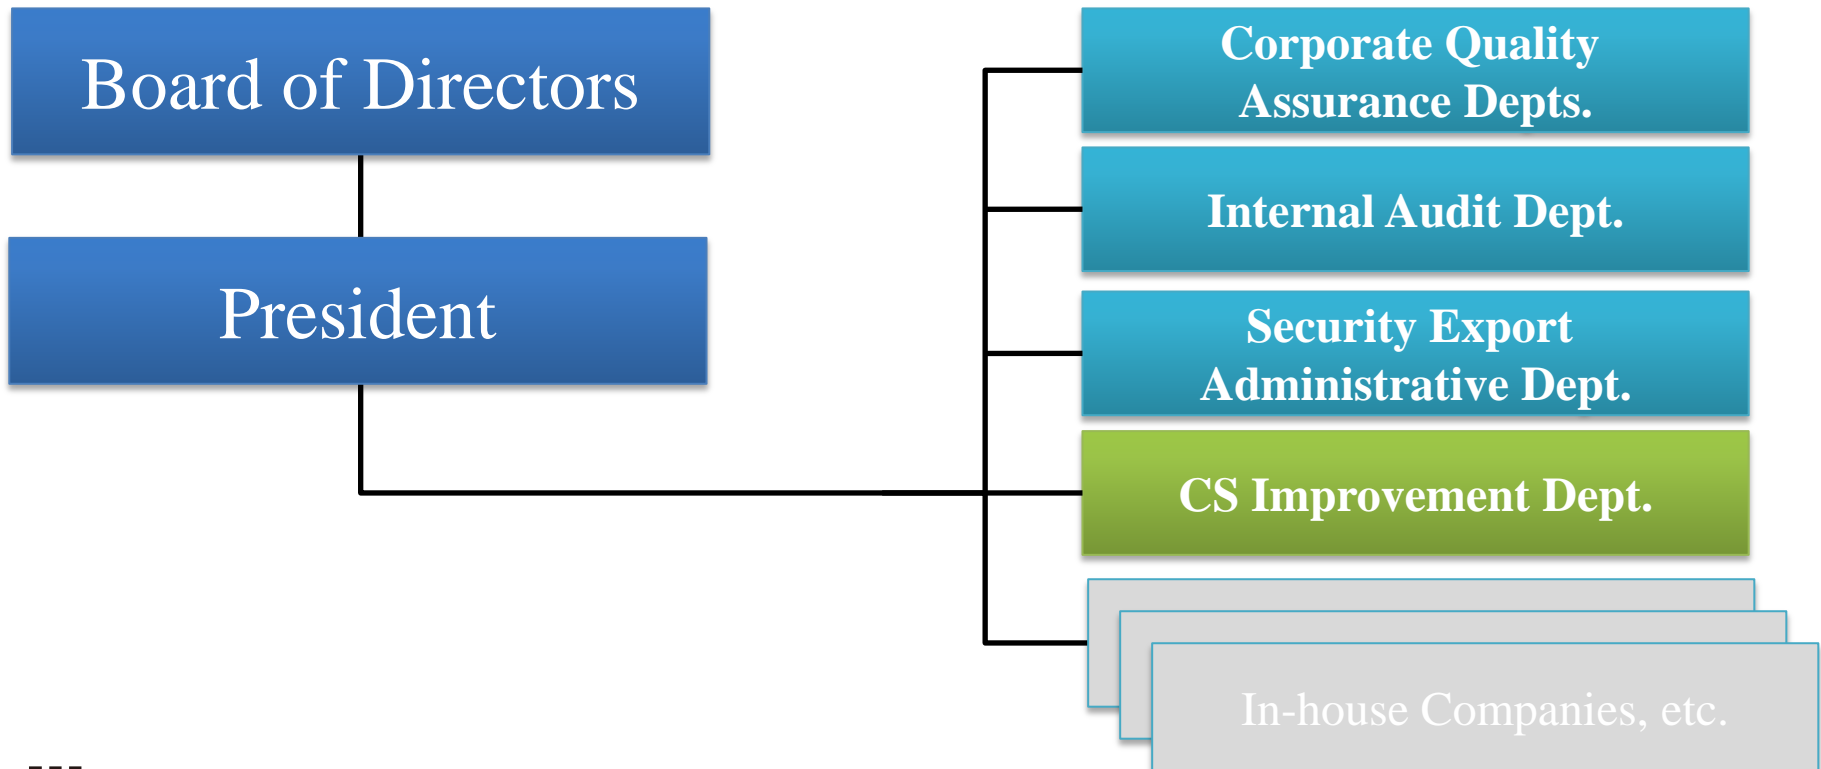 Board of Directors
President
Corporate Quality
Assurance Depts.
Internal Audit Dept.
Security Export
Administrative Dept.
CS Improvement Dept.
In-house Companies, etc.
---